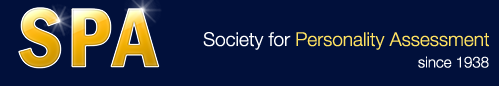 SPA
Society for Personality Assessment
since 1938